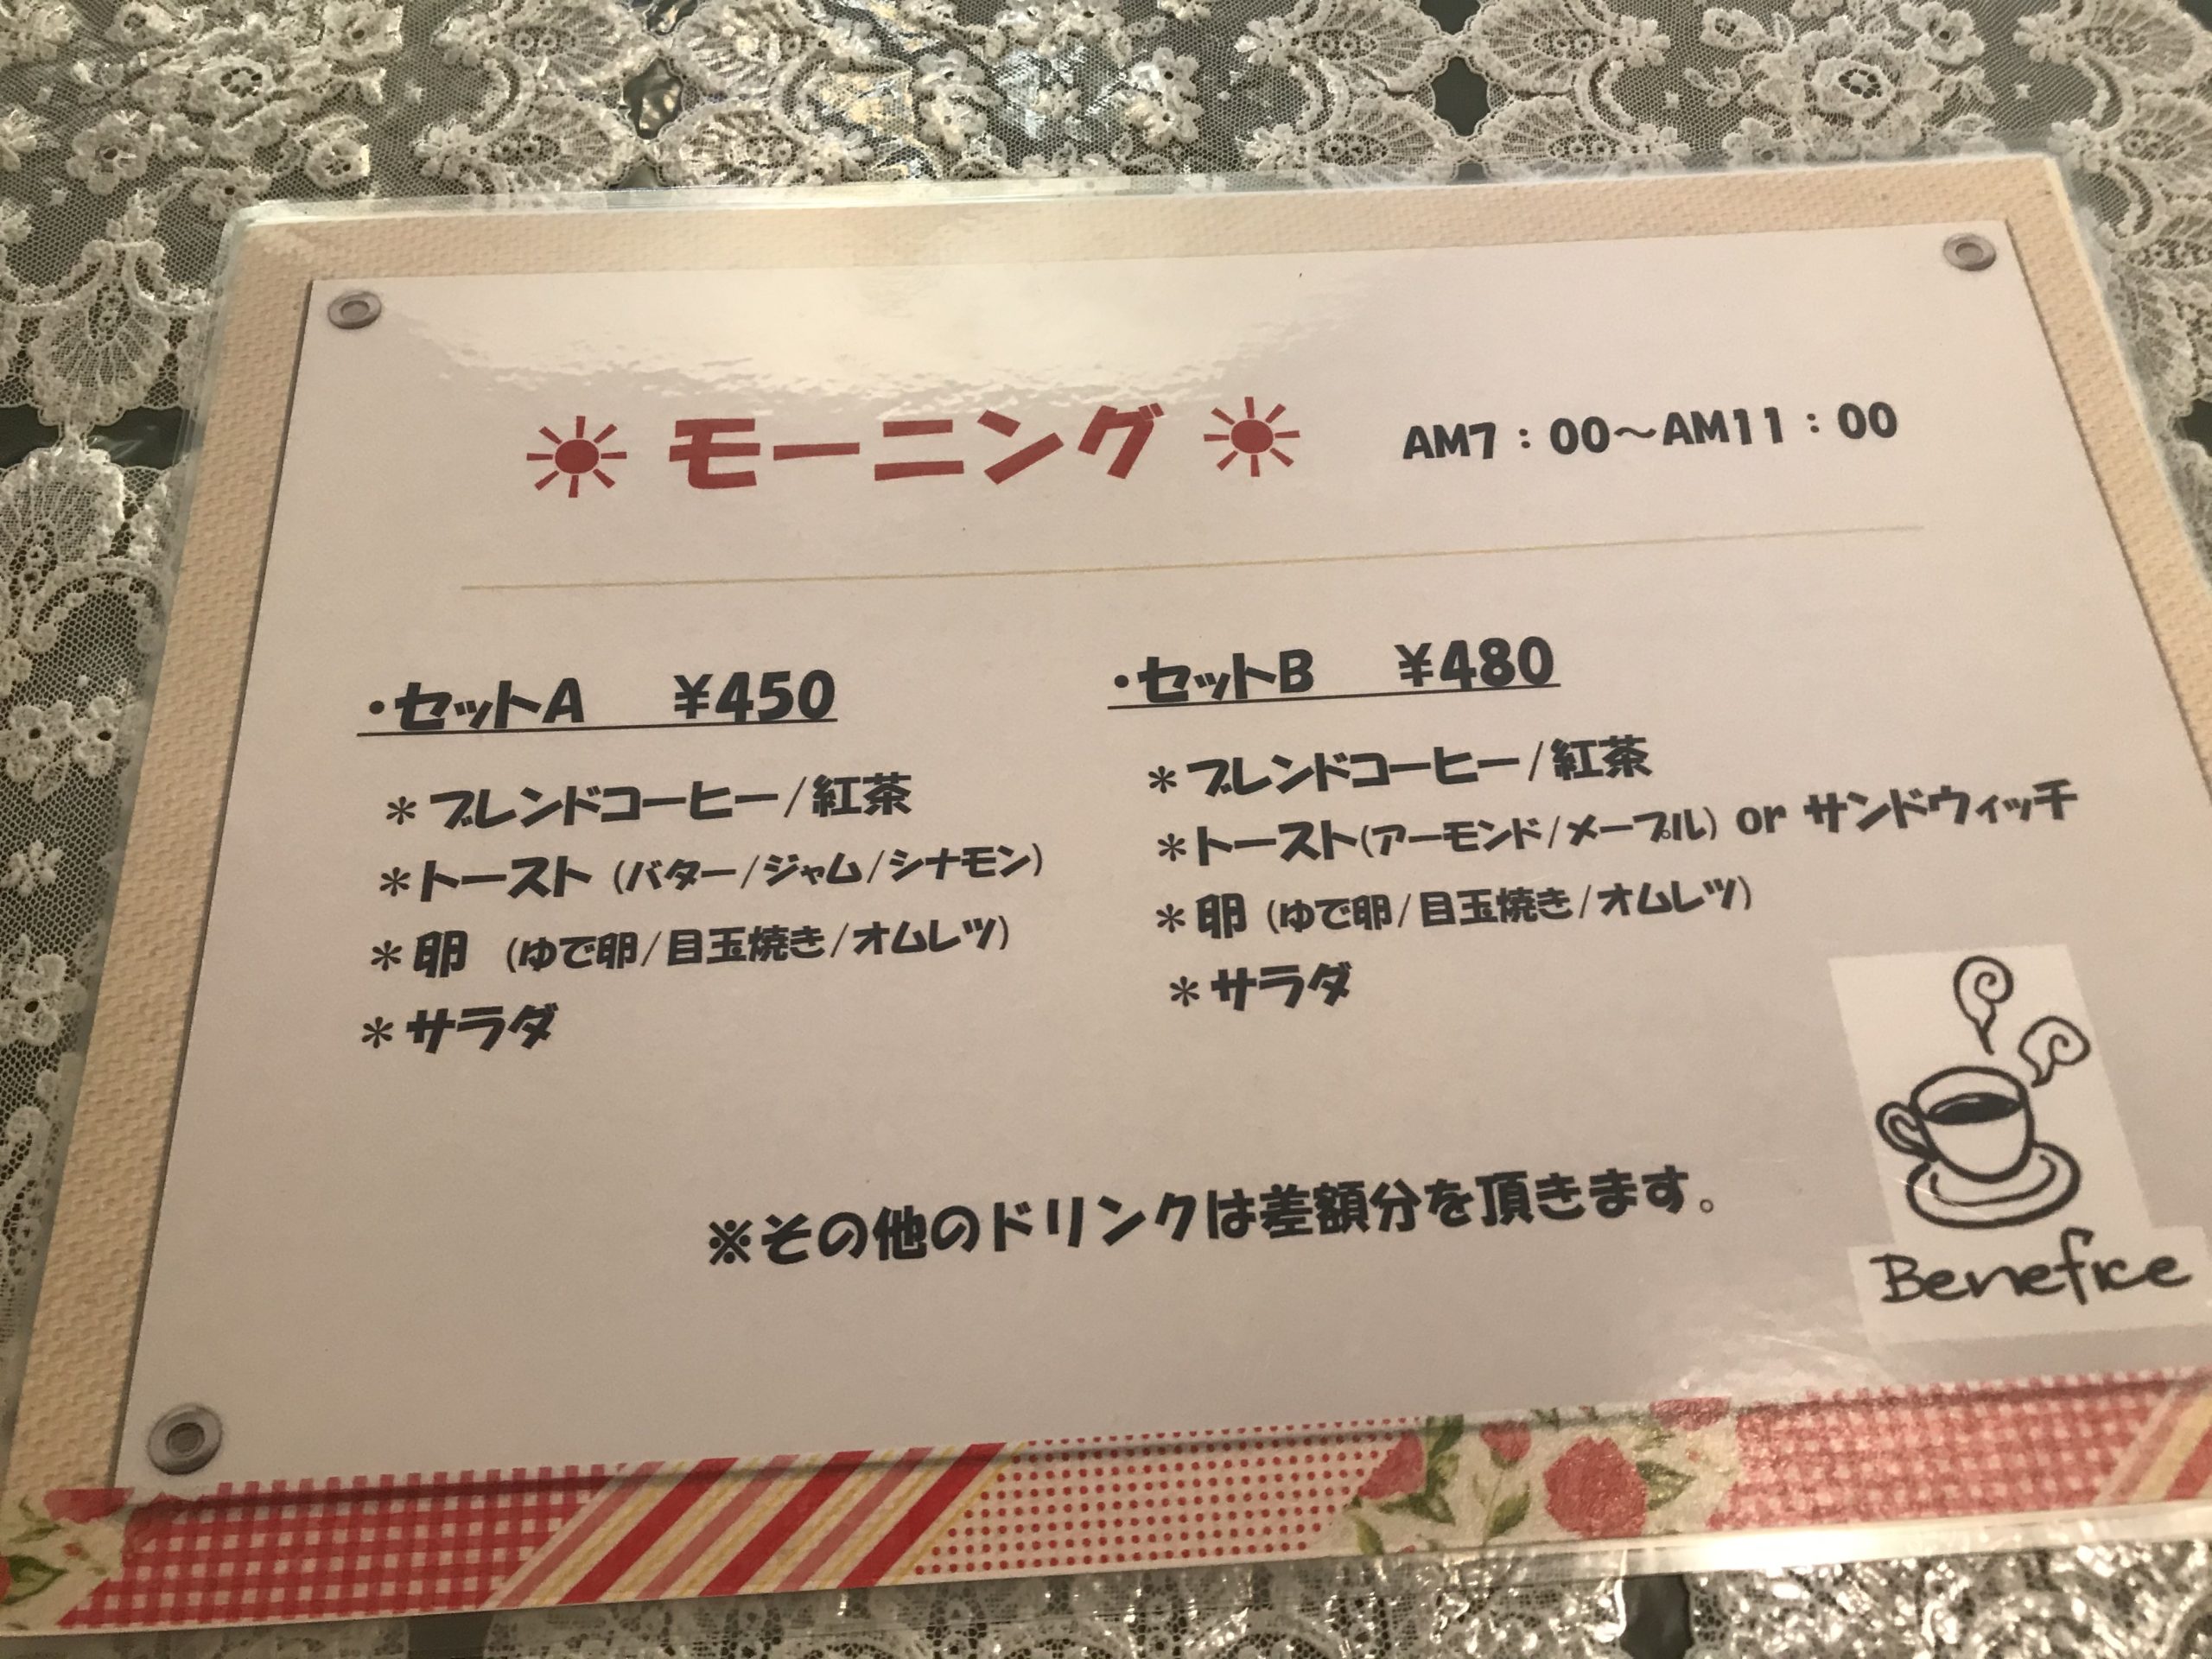 モーニング AM7：00～AM11：00
・セットA ¥450
＊ブレンドコーヒー/紅茶
＊トースト（バター/ジャム/シナモン）
＊卵（ゆで卵/目玉焼き/オムレツ）
＊サラダ
・セットB ¥480
＊ブレンドコーヒー/紅茶
＊トースト(アーモンド/メープル) or サンドウィッチ
＊卵（ゆで卵/目玉焼き/オムレツ）
＊サラダ
※その他のドリンクは差額分を頂きます。
Benefice